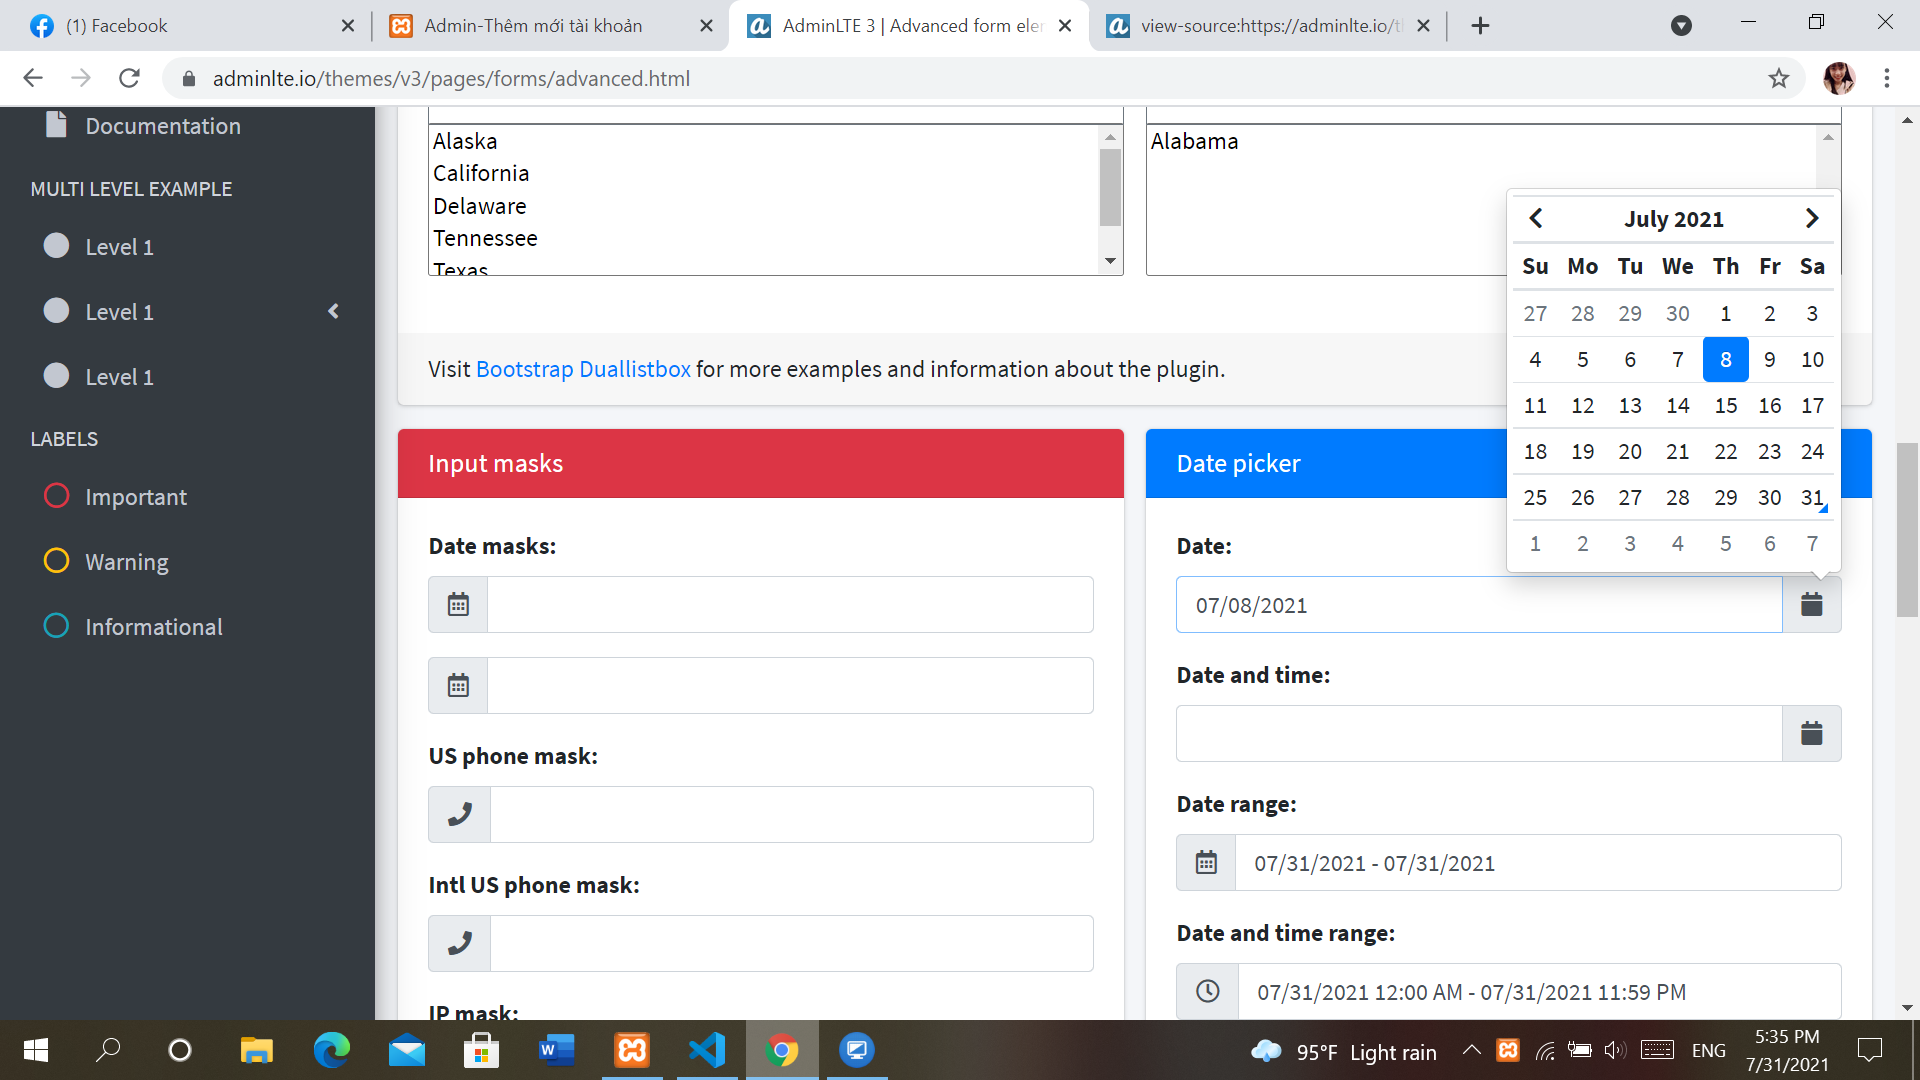 (1) Facebook
Admin-Thêm mới tài khoản
AdminLTE 3 | Advanced form eler
view-source:https://adminlte.io/th
adminlte.io/themes/v3/pages/forms/advanced.html
Documentation
MULTI LEVEL EXAMPLE
Level 1
Level 1
Level 1
LABELS
Important
Warning
Informational
Alaska
California
Delaware
Tennessee
Texas
Alabama
Visit Bootstrap Duallistbox for more examples and information about the plugin.
July 2021
Su Mo Tu We Th Fr Sa
27 28 29 30 1 2 3
4 5 6 7 8 9 10
11 12 13 14 15 16 17
18 19 20 21 22 23 24
25 26 27 28 29 30 31
1 2 3 4 5 6 7
Input masks
Date masks:
US phone mask:
Intl US phone mask:
IP mask:
Date picker
Date:
07/08/2021
Date and time:
Date range:
07/31/2021 - 07/31/2021
Date and time range:
07/31/2021 12:00 AM - 07/31/2021 11:59 PM
95°F Light rain
ENG
5:35 PM
7/31/2021